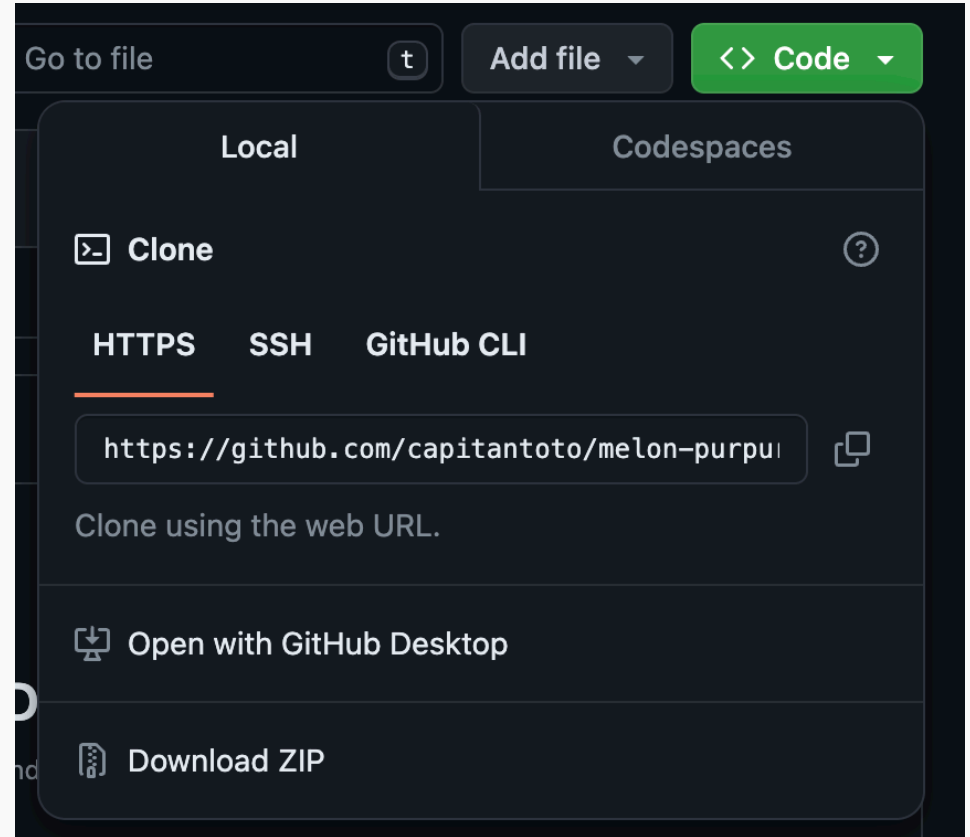 Go to file t Add file <> Code
Local Codespaces
Clone ?
HTTPS SSH GitHub CLI
https://github.com/capitantoto/melon-purpu
Clone using the web URL.
Open with GitHub Desktop
Download ZIP